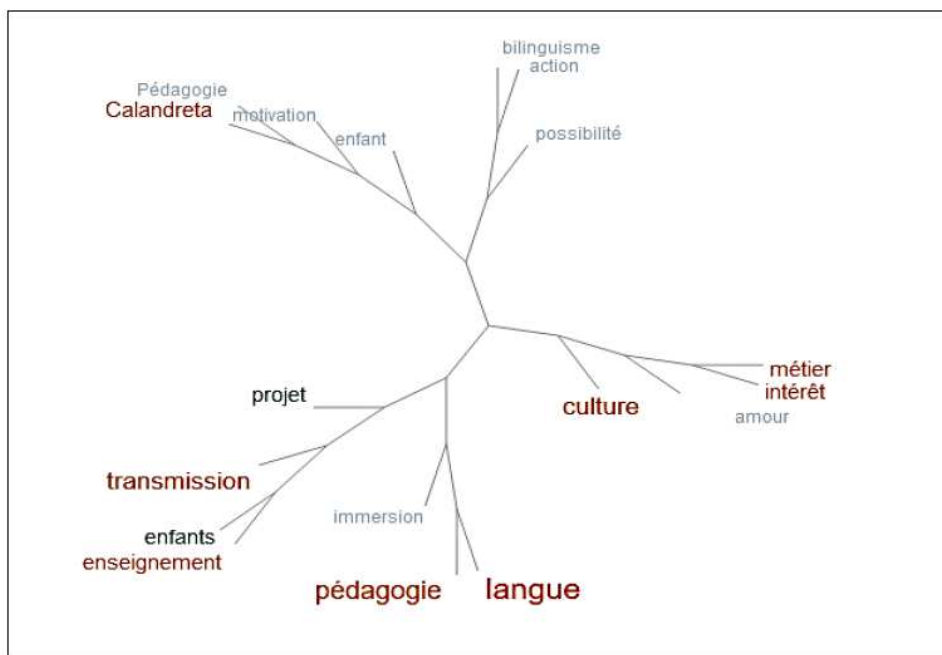 bilinguisme
action
Pédagogie
Calandreta
motivation
enfant
possibilité
métier
intérêt
culture
amour
projet
transmission
immersion
enfants
enseignement
pédagogie
langue